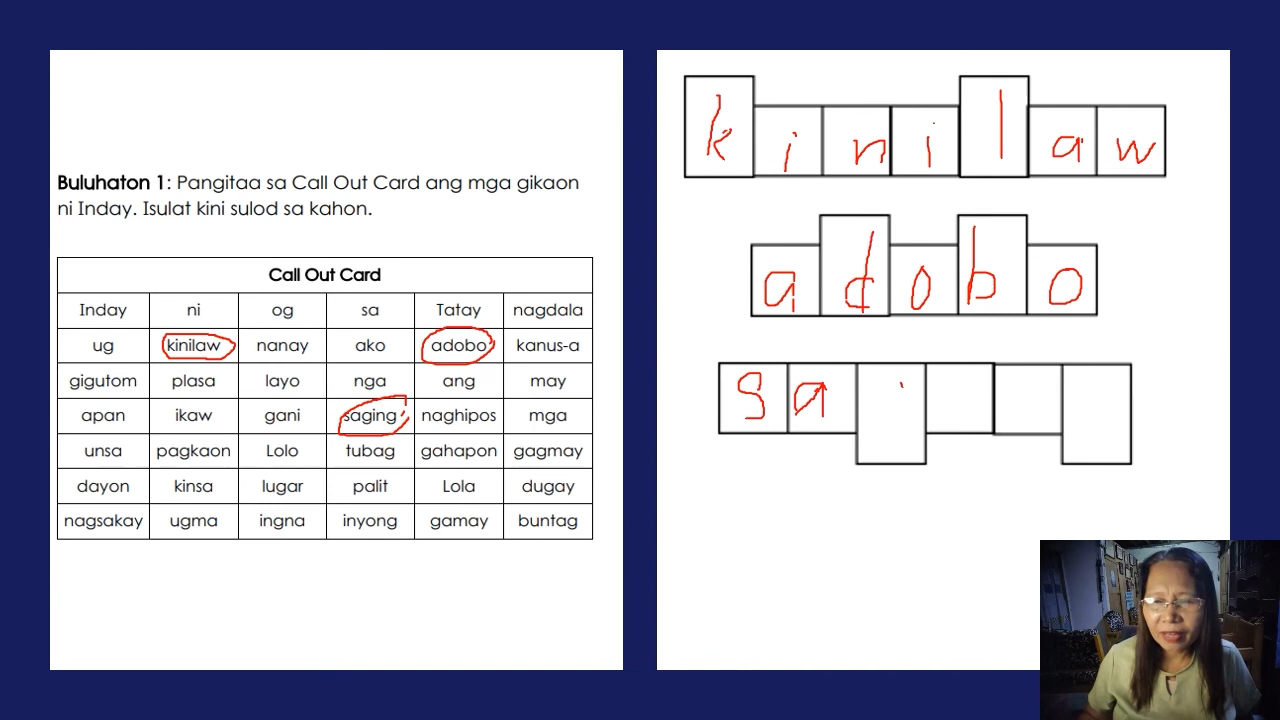 Buluhaton 1: Pangitaa sa Call Out Card ang mga gikaon
ni Inday. Isulat kini sulod sa kahon.
Call Out Card
Inday ni og sa Tatay nagdala
ug kinilaw nanay ako adobo kanus-a
gigutom plasa layo nga ang may
apan ikaw gani saging naghipos mga
unsa pagkaon Lolo tubag gahapon gagmay
dayon kinsa lugar palit Lola dugay
nagsakay ugma ingna inyong gamay buntag
kinilaw
adobo
sa